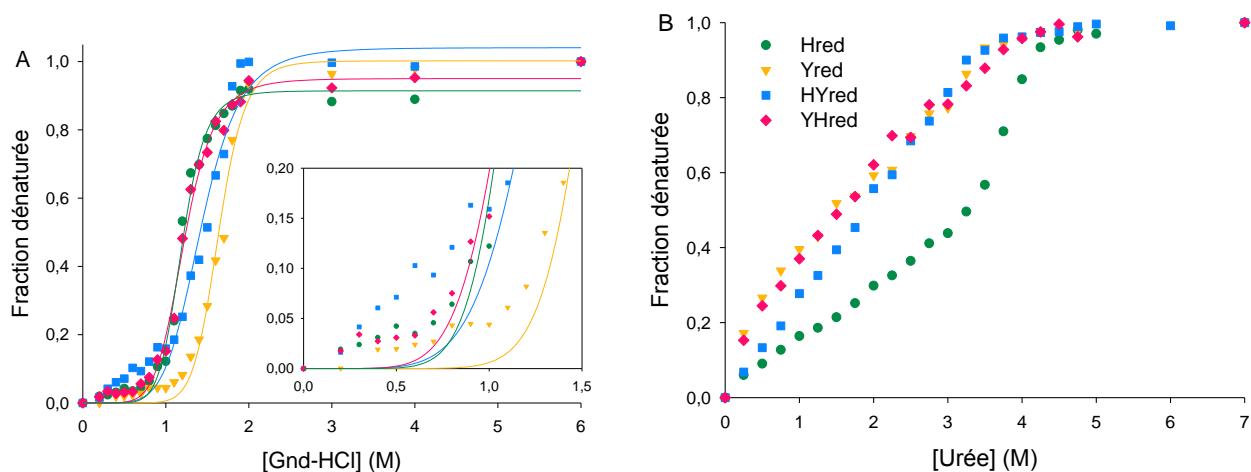 A
Fraction dénaturée
1,0
0,8
0,6
0,4
0,2
0,0
0,20
0,15
0,10
0,05
0,00
0,0 0,5 1,0 1,5
0 1 2 3 4 5 6
[Gnd-HCl] (M)
B
Fraction dénaturée
1,0
0,8
0,6
0,4
0,2
0,0
Hred
Yred
HYred
YHred
0 1 2 3 4 5 6 7
[Urée] (M)